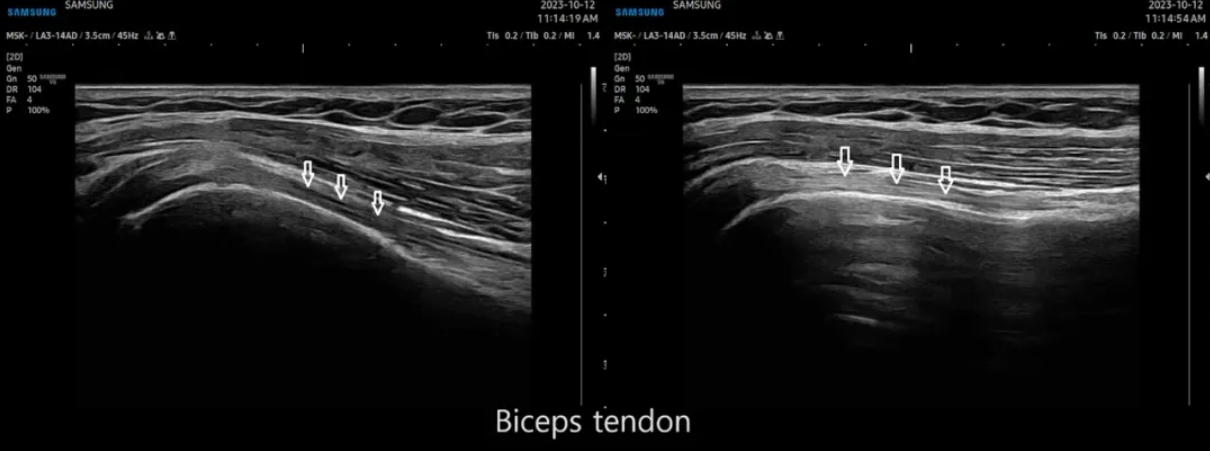 SAMSUNG
SAMSUNG
2023-10-12
11:14:19 AM
MSK- / LA3-14AD / 3.5cm / 45Hz
TIs 0.2 / TIb 0.2 / MI 1.4
[2D]
Gen
Gn 50
DR 104
FA 4
P 100%
SAMSUNG
SAMSUNG
2023-10-12
11:14:54 AM
MSK- / LA3-14AD / 3.5cm / 45Hz
TIs 0.2 / TIb 0.2 / MI 1.4
[2D]
Gen
Gn 50
DR 104
FA 4
P 100%
Biceps tendon